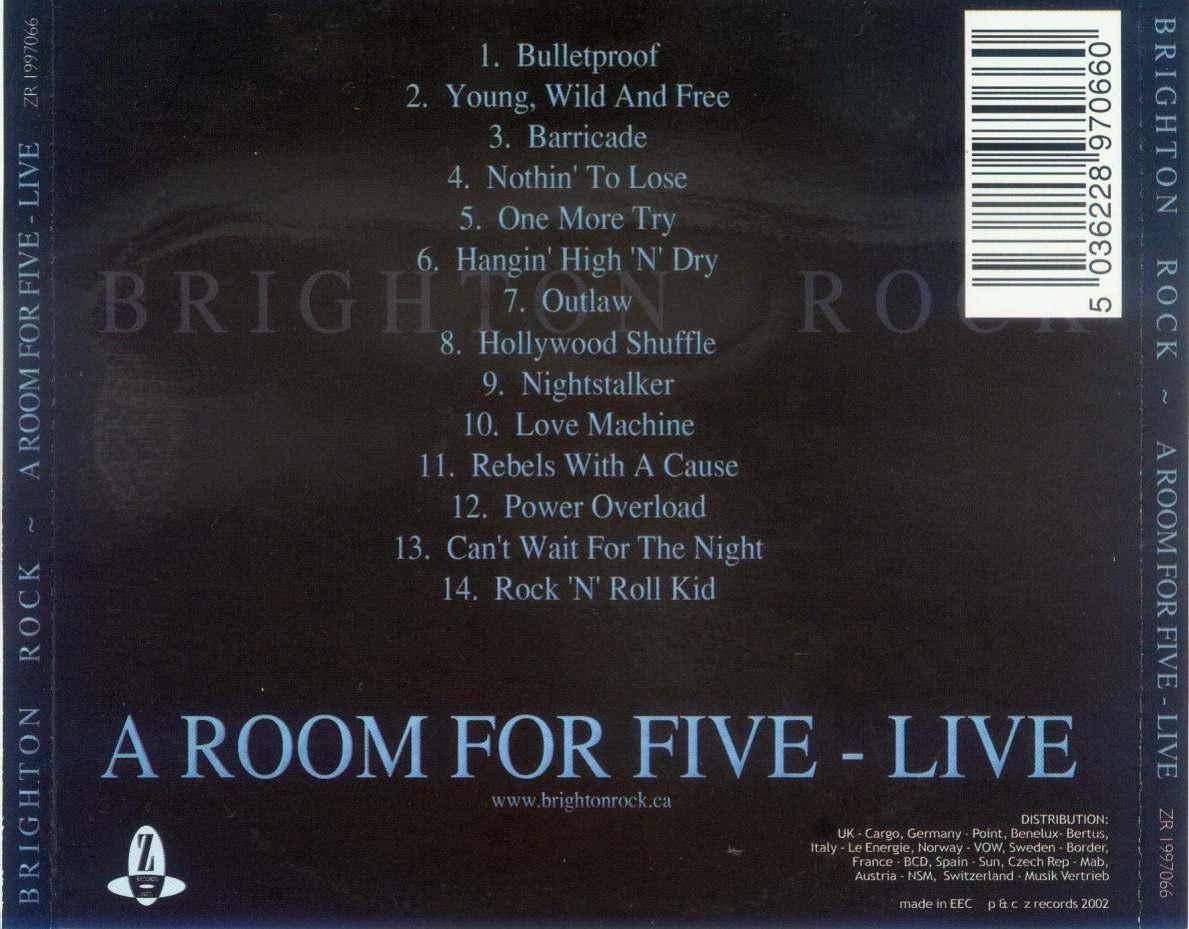 BRIGHTON ROCK ~ A ROOM FOR FIVE - LIVE ZR 1997066
1. Bulletproof
2. Young, Wild And Free
3. Barricade
4. Nothin' To Lose
5. One More Try
6. Hangin' High 'N' Dry
7. Outlaw
8. Hollywood Shuffle
9. Nightstalker
10. Love Machine
11. Rebels With A Cause
12. Power Overload
13. Can't Wait For The Night
14. Rock 'N' Roll Kid
BRIGHTON ROCK
5 036228 970660
A ROOM FOR FIVE - LIVE
www.brightonrock.ca
Z
RECORDS
DISTRIBUTION:
UK - Cargo, Germany - Point, Benelux- Bertus,
Italy - Le Energie, Norway - VOW, Sweden - Border,
France - BCD, Spain - Sun, Czech Rep - Mab,
Austria - NSM, Switzerland - Musik Vertrieb
made in EEC p & c z records 2002
BRIGHTON ROCK ~ A ROOM FOR FIVE - LIVE ZR 1997066